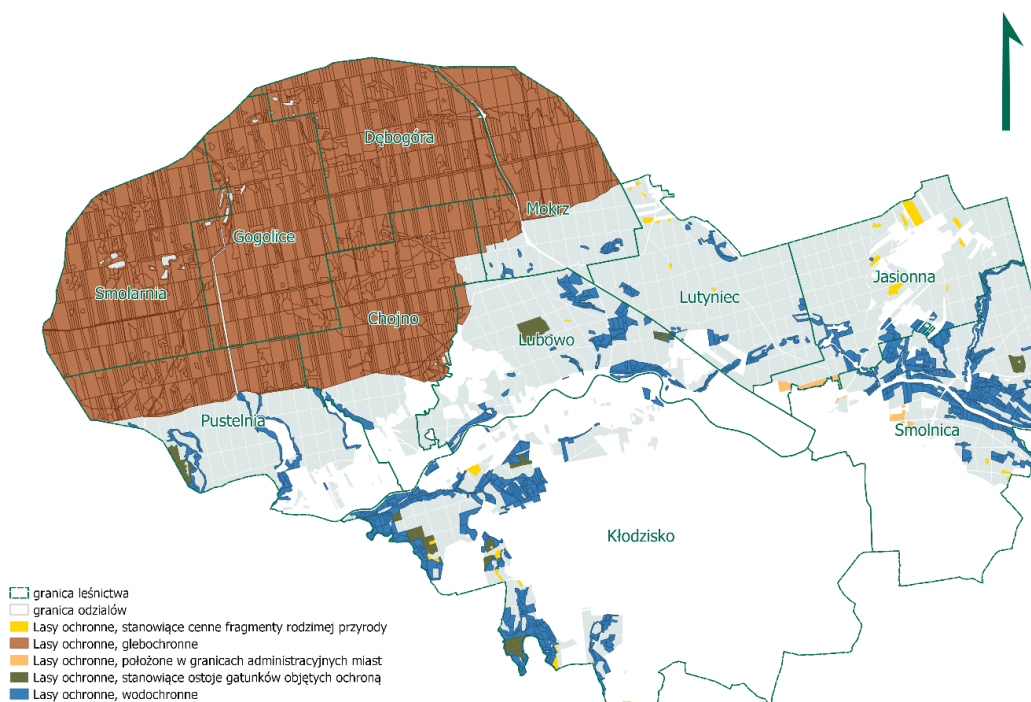 Dębogóra
Mokrz
Gogolice
Jasionna
Smolarnia
Lutyniec
Chojno
Lubowo
Pustelnia
Smolnica
Kłodzisko
granica leśnictwa
granica odziałów
Lasy ochronne, stanowiące cenne fragmenty rodzimej przyrody
Lasy ochronne, glebochronne
Lasy ochronne, położone w granicach administracyjnych miast
Lasy ochronne, stanowiące ostoje gatunków objętych ochroną
Lasy ochronne, wodochronne